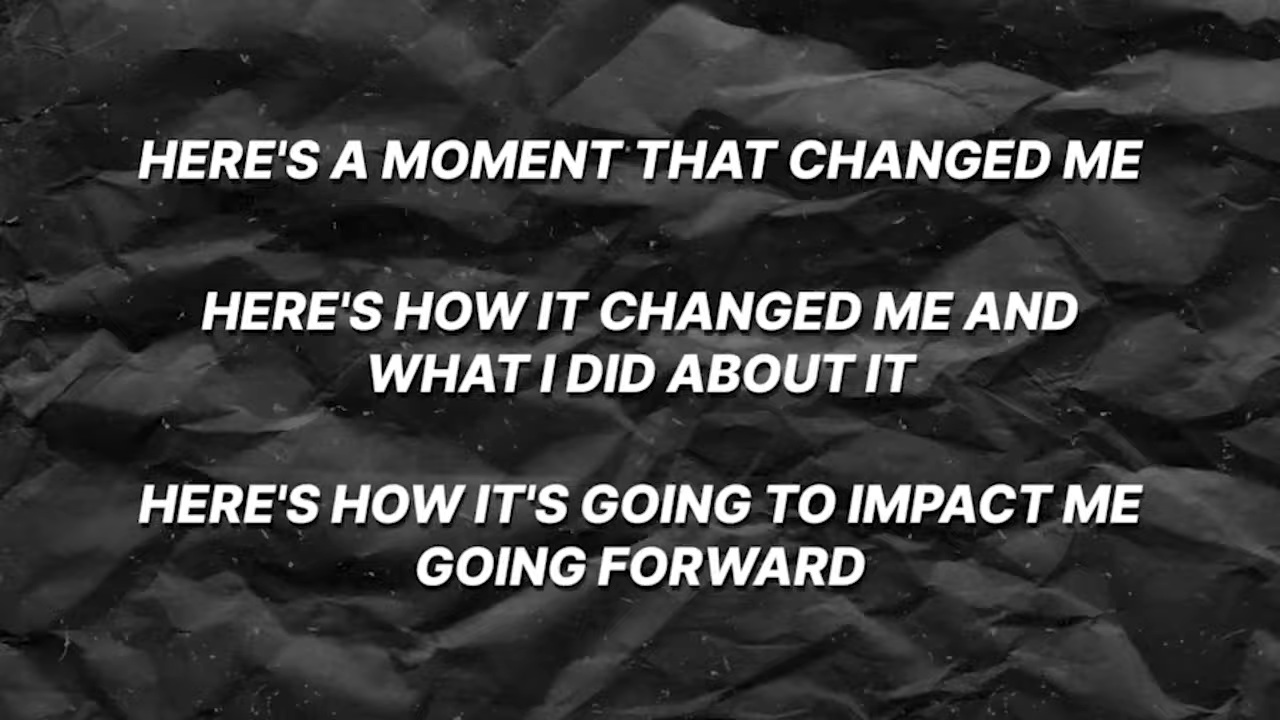 HERE'S A MOMENT THAT CHANGED ME
HERE'S HOW IT CHANGED ME AND
WHAT I DID ABOUT IT
HERE'S HOW IT'S GOING TO IMPACT ME
GOING FORWARD